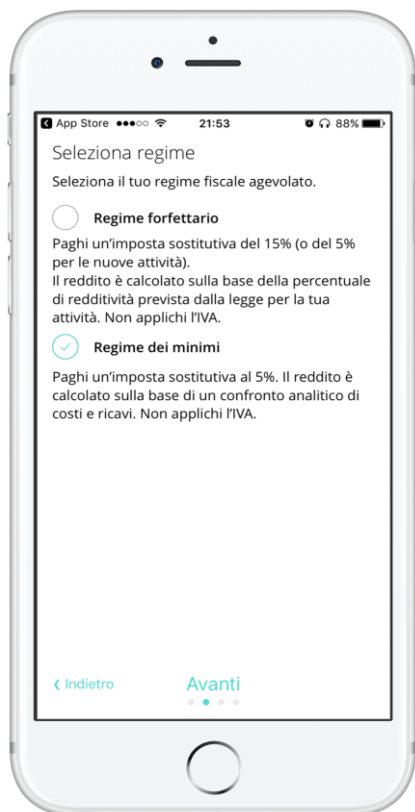 App Store 21:53 88%
Seleziona regime
Seleziona il tuo regime fiscale agevolato.
Regime forfettario
Paghi un'imposta sostitutiva del 15% (o del 5%
per le nuove attività).
Il reddito è calcolato sulla base della percentuale
di redditività prevista dalla legge per la tua
attività. Non applichi l'IVA.
Regime dei minimi
Paghi un'imposta sostitutiva al 5%. Il reddito è
calcolato sulla base di un confronto analitico di
costi e ricavi. Non applichi l'IVA.
Indietro Avanti